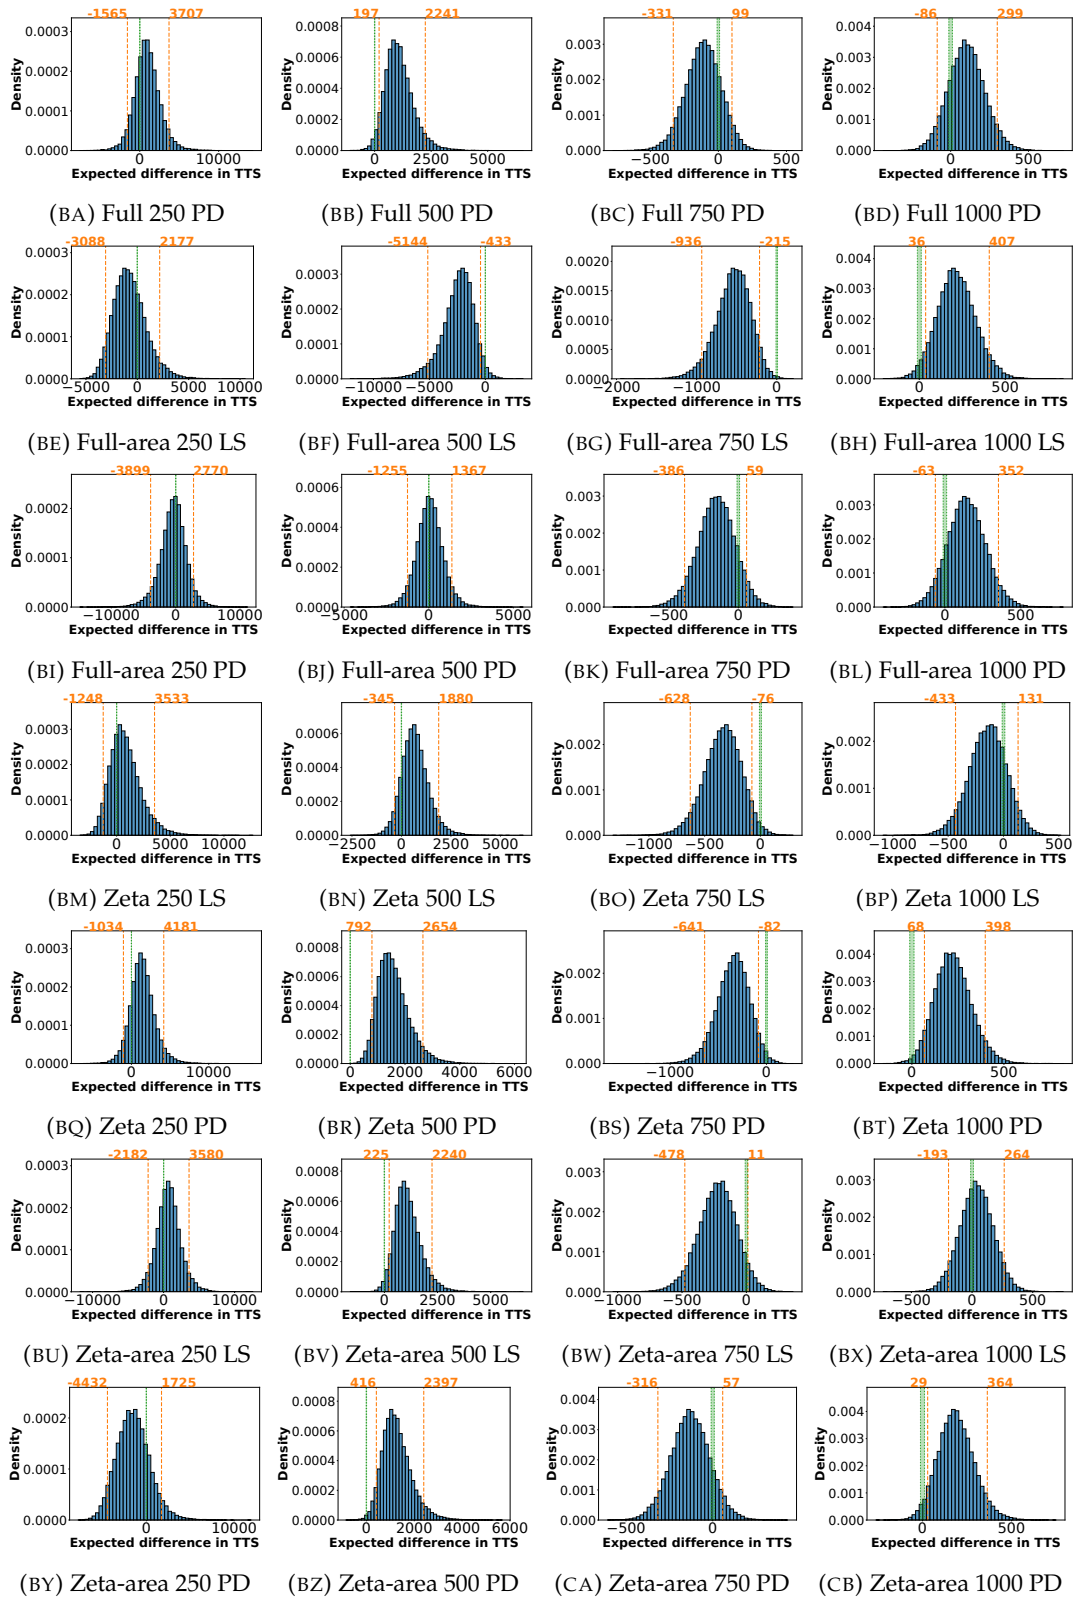 -1565 3707 197 2241 -331 99 -86 299
0.0003 0.0008 0.003 0.004
0.0002 0.0006 0.002 0.003
0.0004 0.002
0.0001 0.0002 0.001 0.001
0.0000 0.0000 0.000 0.000
Density Density Density Density
0 10000 0 2500 5000 −500 0 500 0 500
Expected difference in TTS Expected difference in TTS Expected difference in TTS Expected difference in TTS
(BA) Full 250 PD (BB) Full 500 PD (BC) Full 750 PD (BD) Full 1000 PD
-3088 2177 -5144 -433 -936 -215 36 407
0.0003 0.0003 0.0020 0.004
0.0002 0.0002 0.0015 0.003
0.0010 0.002
0.0001 0.0001 0.0005 0.001
0.0000 0.0000 0.0000 0.000
Density Density Density Density
−5000 0 5000 10000 −10000 −5000 0 −2000 −1000 0 0 500
Expected difference in TTS Expected difference in TTS Expected difference in TTS Expected difference in TTS
(BE) Full-area 250 LS (BF) Full-area 500 LS (BG) Full-area 750 LS (BH) Full-area 1000 LS
-3899 2770 -1255 1367 -386 59 -63 352
0.0002 0.0006 0.003 0.003
0.0004 0.002 0.002
0.0001 0.0002 0.001 0.001
0.0000 0.0000 0.000 0.000
Density Density Density Density
−10000 0 10000 −5000 0 5000 −500 0 0 500
Expected difference in TTS Expected difference in TTS Expected difference in TTS Expected difference in TTS
(BI) Full-area 250 PD (BJ) Full-area 500 PD (BK) Full-area 750 PD (BL) Full-area 1000 PD
-1248 3533 -345 1880 -628 -76 -433 131
0.0003 0.0006 0.002 0.002
0.0002 0.0004
0.0001 0.0002 0.001 0.001
0.0000 0.0000 0.000 0.000
Density Density Density Density
0 10000 −2500 0 2500 5000 −1000 −500 0 −1000 −500 0 500
Expected difference in TTS Expected difference in TTS Expected difference in TTS Expected difference in TTS
(BM) Zeta 250 LS (BN) Zeta 500 LS (BO) Zeta 750 LS (BP) Zeta 1000 LS
-1034 4181 792 2654 -641 -82 68 398
0.0003 0.0008 0.002 0.004
0.0002 0.0006 0.003
0.0004 0.001 0.002
0.0001 0.0002 0.001
0.0000 0.0000 0.000 0.000
Density Density Density Density
0 10000 0 2000 4000 6000 −1000 0 0 500
Expected difference in TTS Expected difference in TTS Expected difference in TTS Expected difference in TTS
(BQ) Zeta 250 PD (BR) Zeta 500 PD (BS) Zeta 750 PD (BT) Zeta 1000 PD
-2182 3580 225 2240 -478 11 -193 264
0.0003 0.0008 0.003 0.003
0.0002 0.0006 0.002 0.002
0.0004
0.0001 0.0002 0.001 0.001
0.0000 0.0000 0.000 0.000
Density Density Density Density
−10000 0 10000 0 2500 5000 −1000 −500 0 −500 0 500
Expected difference in TTS Expected difference in TTS Expected difference in TTS Expected difference in TTS
(BU) Zeta-area 250 LS (BV) Zeta-area 500 LS (BW) Zeta-area 750 LS (BX) Zeta-area 1000 LS
-4432 1725 416 2397 -316 57 29 364
0.0002 0.0008 0.003 0.004
0.0006 0.002 0.003
0.0001 0.0004 0.002
0.0002 0.001 0.001
0.0000 0.0000 0.000 0.000
Density Density Density Density
0 10000 0 2000 4000 6000 −500 0 0 500
Expected difference in TTS Expected difference in TTS Expected difference in TTS Expected difference in TTS
(BY) Zeta-area 250 PD (BZ) Zeta-area 500 PD (CA) Zeta-area 750 PD (CB) Zeta-area 1000 PD